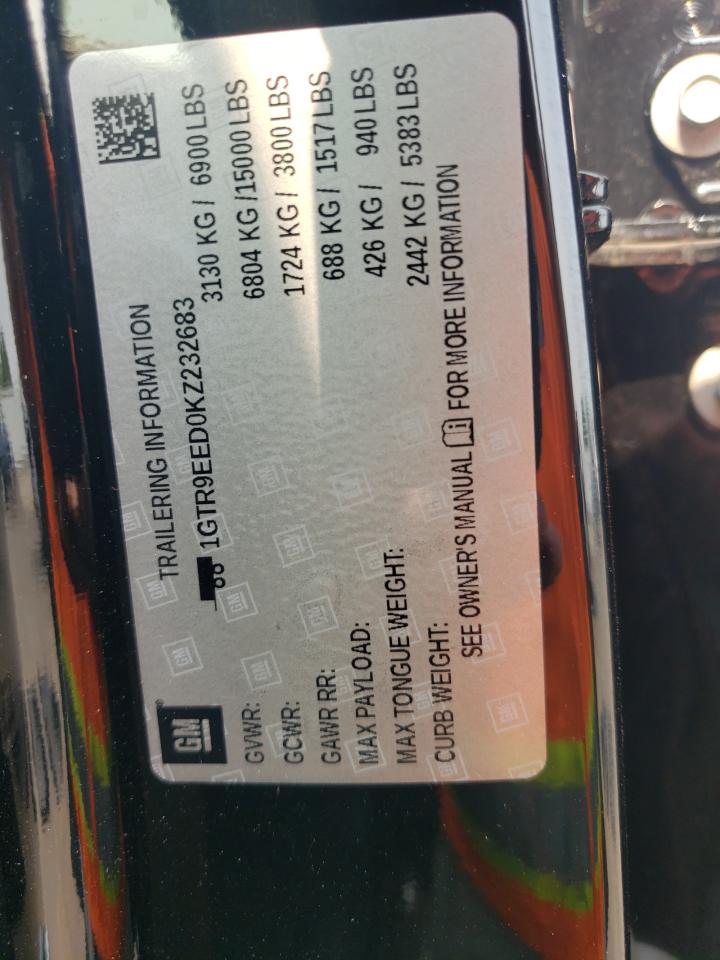 GM
TRAILERING INFORMATION
1GTR9EED0KZ232683
GVWR: 3130 KG / 6900 LBS
GCWR: 6804 KG /15000 LBS
GAWR RR: 1724 KG / 3800 LBS
MAX PAYLOAD: 688 KG / 1517 LBS
MAX TONGUE WEIGHT: 426 KG / 940 LBS
CURB WEIGHT: 2442 KG / 5383 LBS
SEE OWNER'S MANUAL i FOR MORE INFORMATION